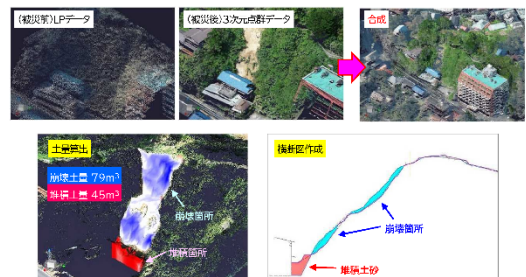 (被災前)LPデータ
(被災後)3次元点群データ
合成
土量算出
崩壊土量 79m³
堆積土量 45m³
崩壊箇所
堆積箇所
横断図作成
崩壊箇所
堆積土砂